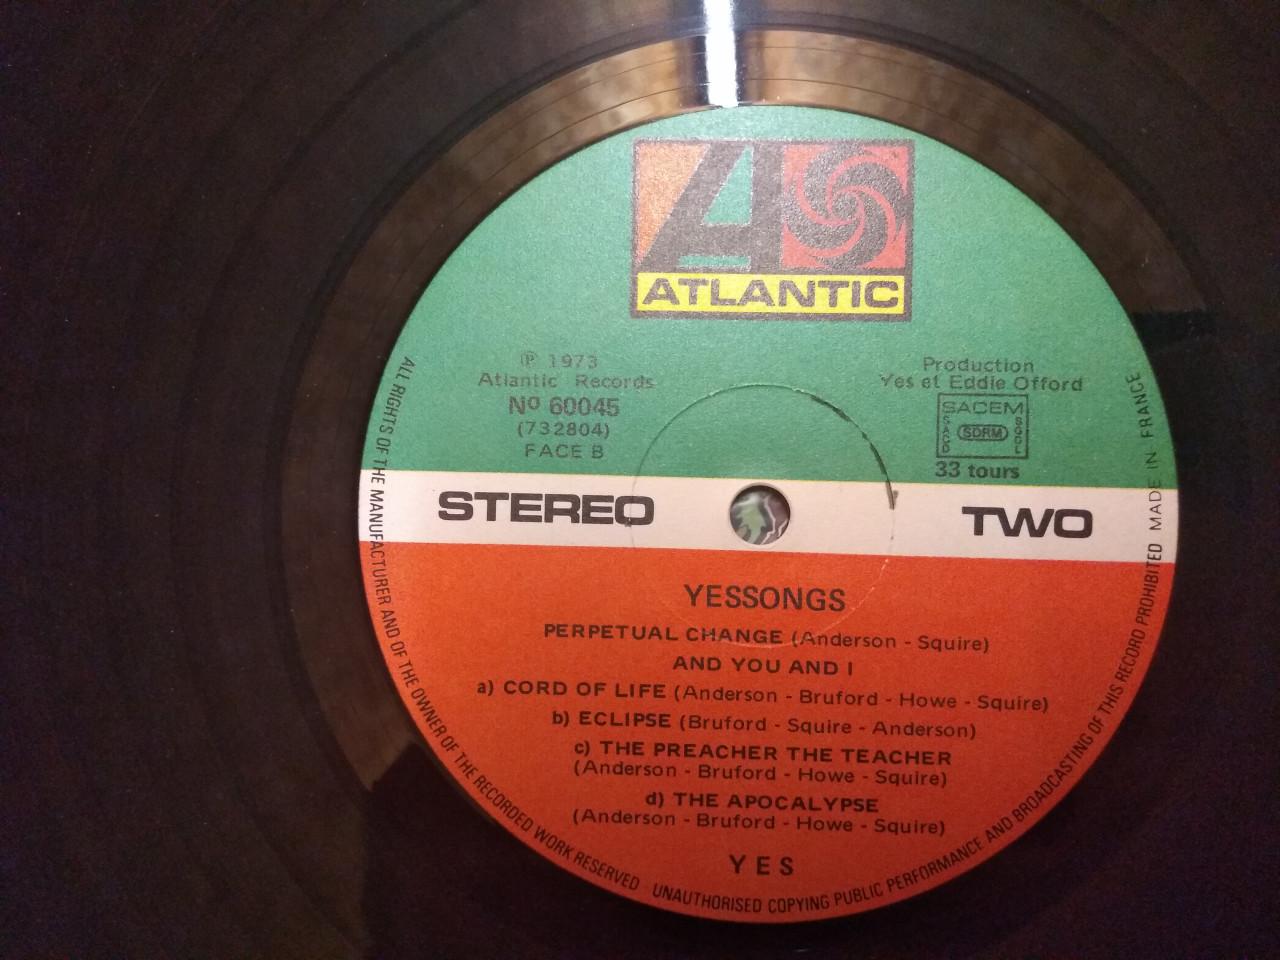 ATLANTIC
℗ 1973
Atlantic Records
Nº 60045
(732804)
FACE B
Production
Yes et Eddie Offord
SACEM
SACD
SDRM
SGDL
33 tours
STEREO
TWO
YESSONGS
PERPETUAL CHANGE (Anderson - Squire)
AND YOU AND I
a) CORD OF LIFE (Anderson - Bruford - Howe - Squire)
b) ECLIPSE (Bruford - Squire - Anderson)
c) THE PREACHER THE TEACHER
(Anderson - Bruford - Howe - Squire)
d) THE APOCALYPSE
(Anderson - Bruford - Howe - Squire)
YES
ALL RIGHTS OF THE MANUFACTURER AND OF THE OWNER OF THE RECORDED WORK RESERVED UNAUTHORISED COPYING PUBLIC PERFORMANCE AND BROADCASTING OF THIS RECORD PROHIBITED MADE IN FRANCE